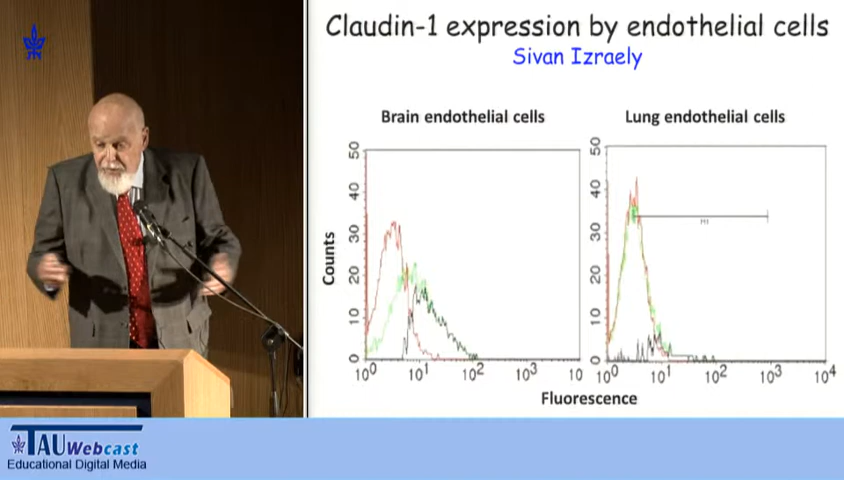 Claudin-1 expression by endothelial cells
Sivan Izraely
Brain endothelial cells
Lung endothelial cells
Counts
50
40
30
20
10
0
10⁰
10¹
10²
10³
10
50
40
30
20
10
0
M1
10⁰
10¹
10²
10³
10⁴
Fluorescence
TAUWebcast
Educational Digital Media